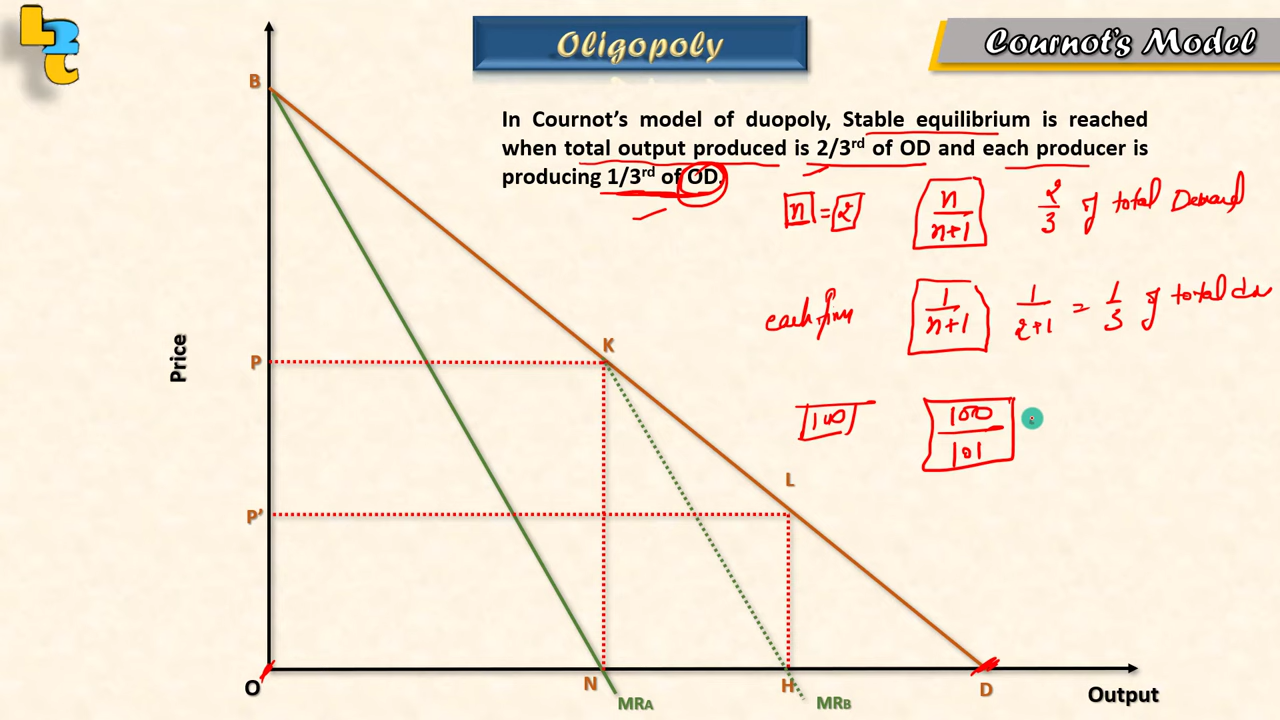 L2C
Oligopoly
Cournot's Model
In Cournot's model of duopoly, Stable equilibrium is reached
when total output produced is 2/3rd of OD and each producer is
producing 1/3rd of OD.
n = 2 n/n+1 2/3 of total Demand
each firm 1/n+1 1/2+1 = 1/3 of total
100 100/101
B
K
P
L
P'
Price
O
N
H
D
MRA
MRB
Output